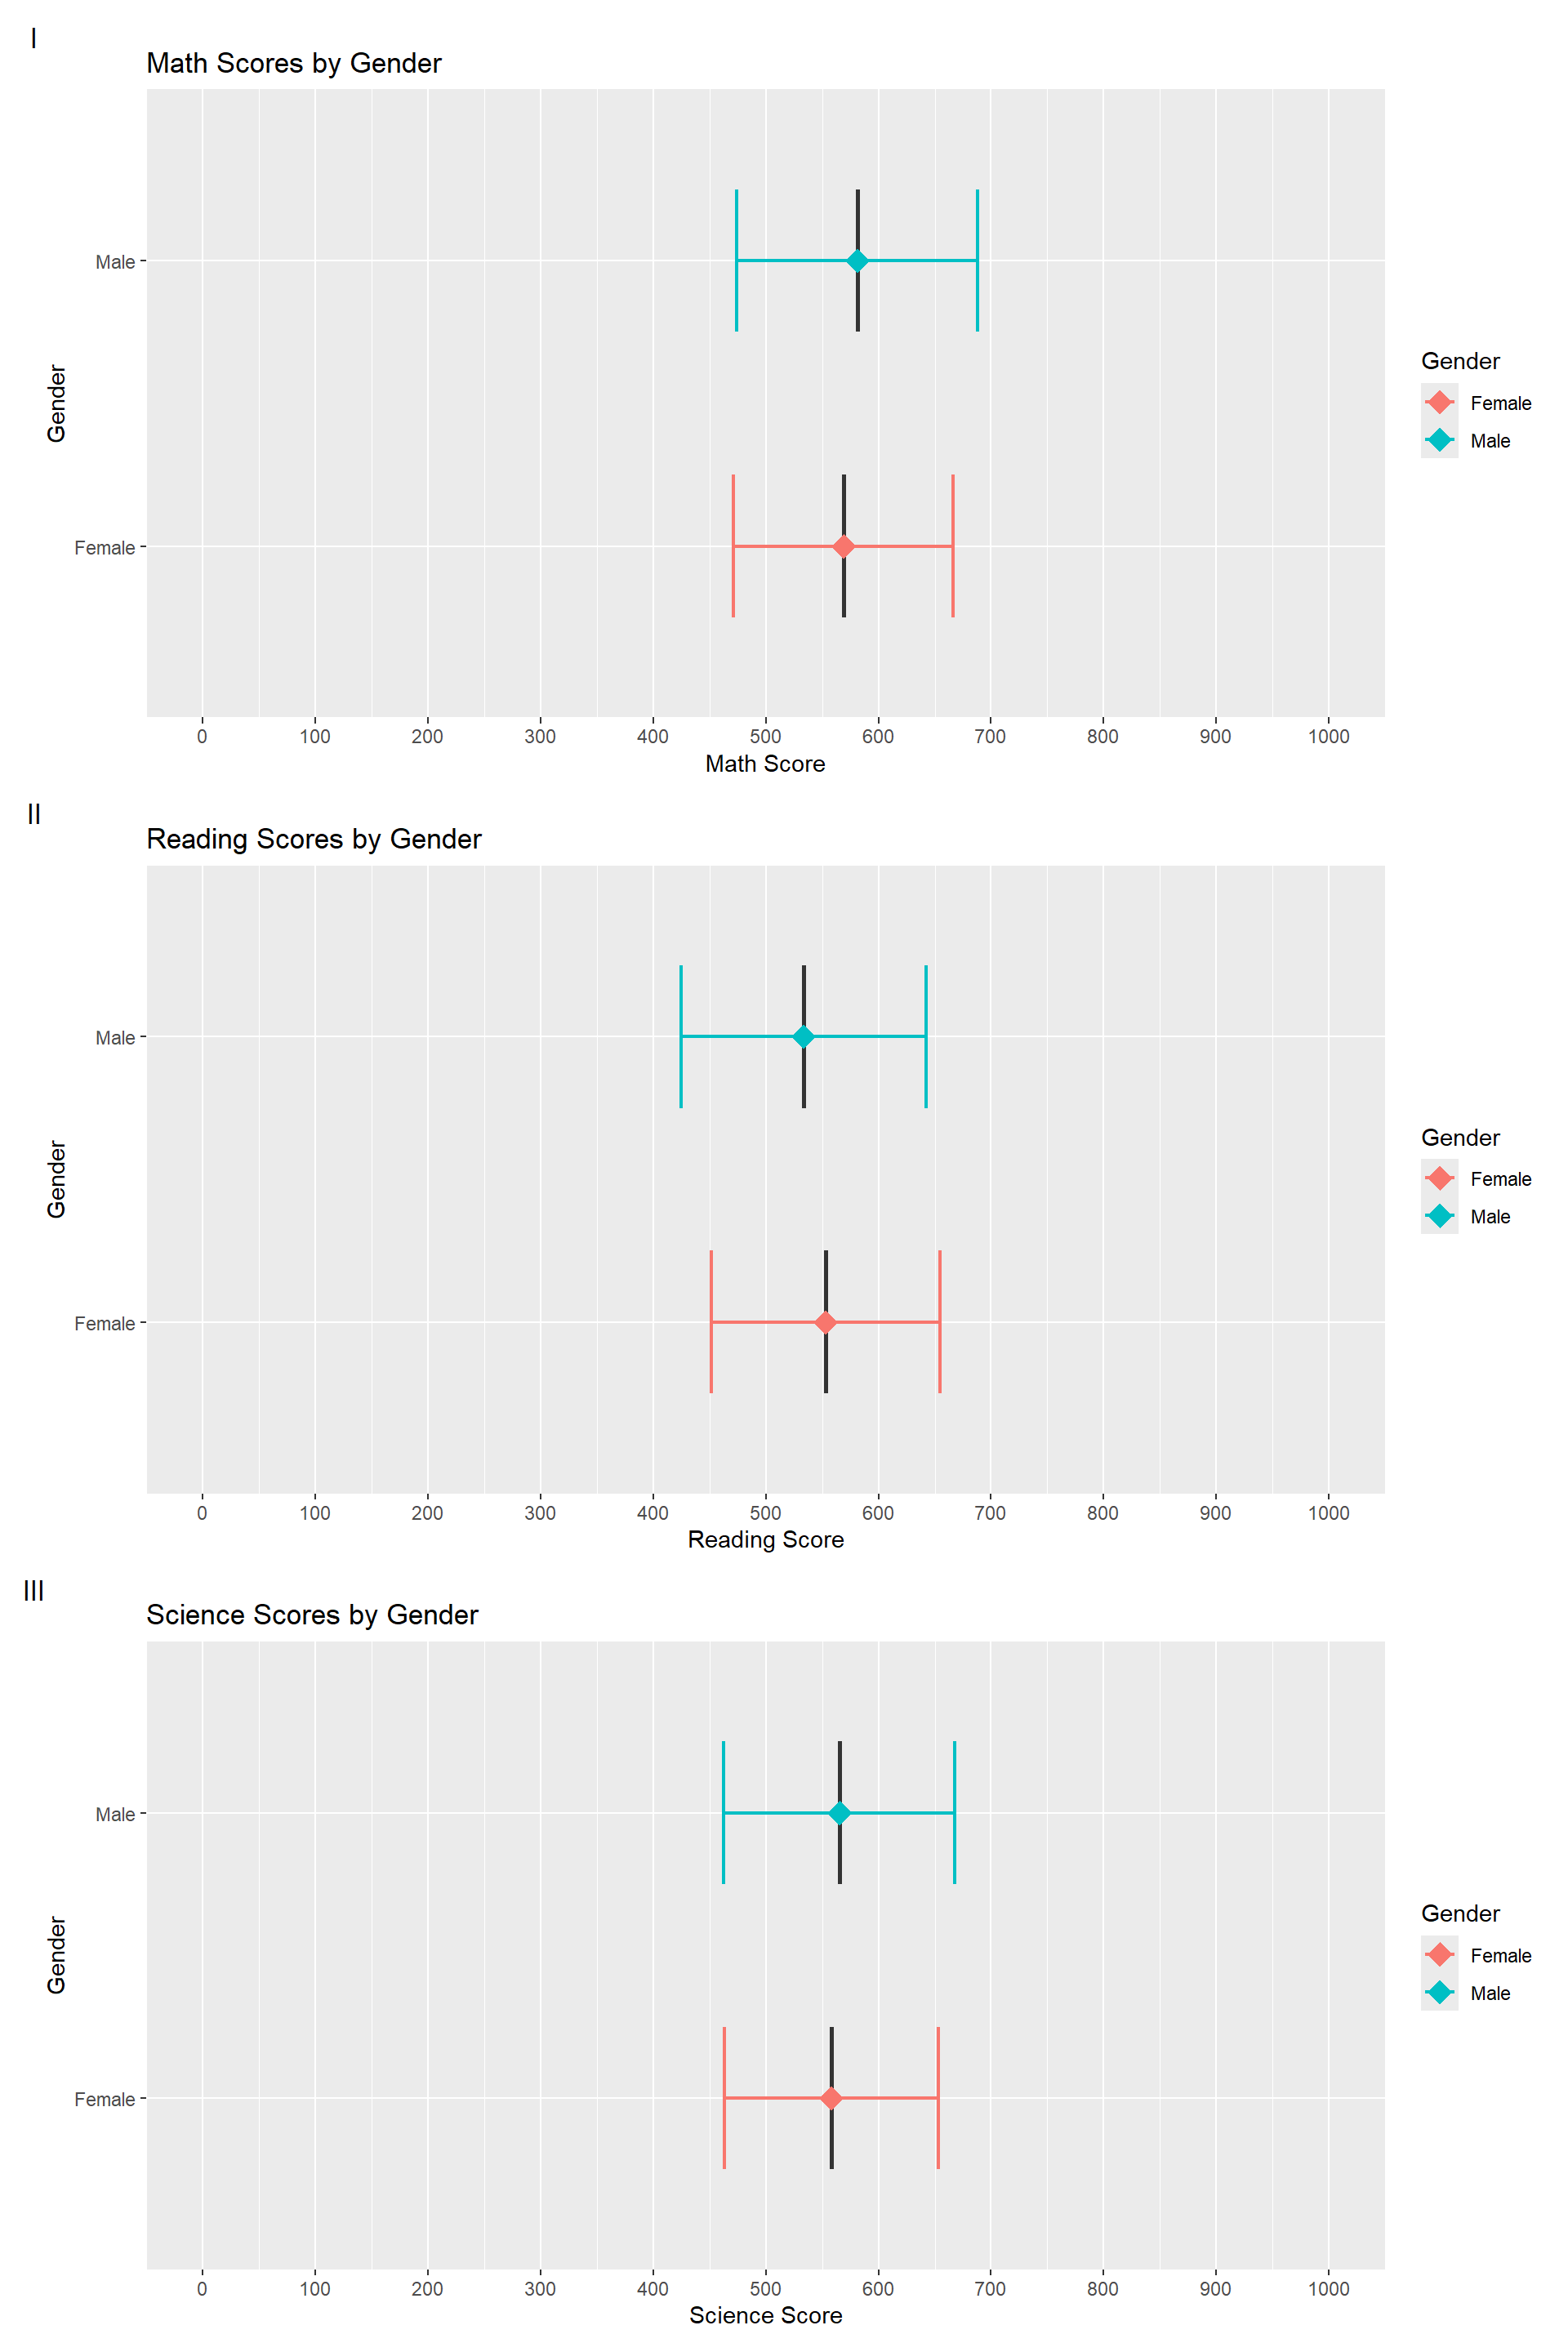 I
Math Scores by Gender
Male
Female
Gender
0 100 200 300 400 500 600 700 800 900 1000
Math Score
Gender
Female
Male
II
Reading Scores by Gender
Male
Female
Gender
0 100 200 300 400 500 600 700 800 900 1000
Reading Score
Gender
Female
Male
III
Science Scores by Gender
Male
Female
Gender
0 100 200 300 400 500 600 700 800 900 1000
Science Score
Gender
Female
Male